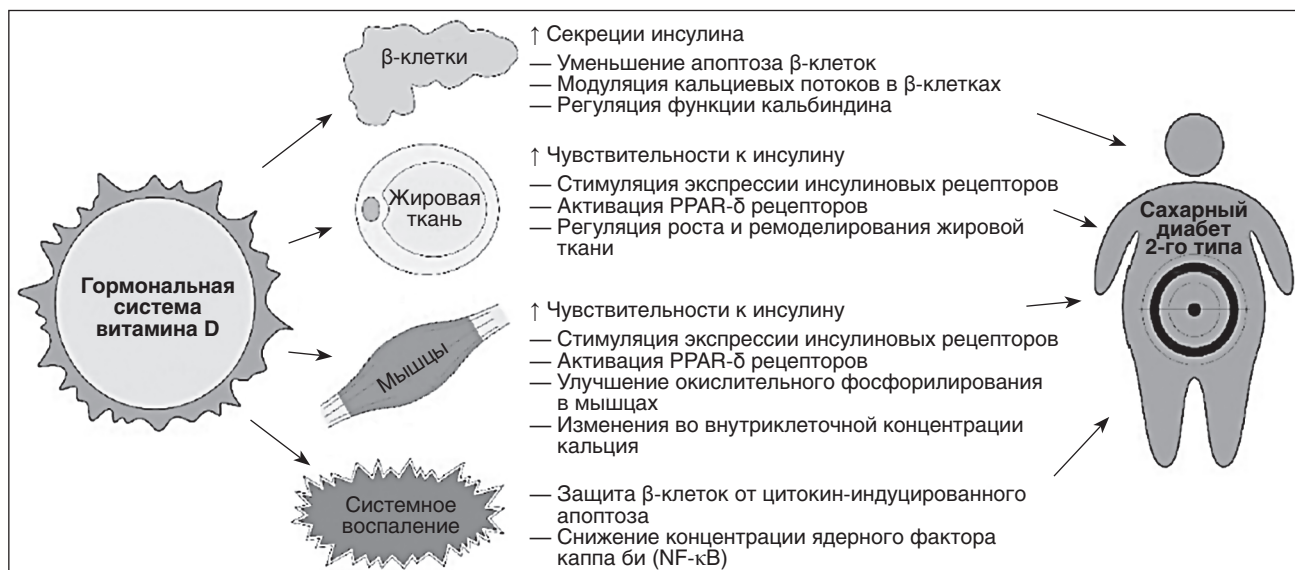 β-клетки
↑ Секреции инсулина
— Уменьшение апоптоза β-клеток
— Модуляция кальциевых потоков в β-клетках
— Регуляция функции кальбиндина
Жировая
ткань
↑ Чувствительности к инсулину
— Стимуляция экспрессии инсулиновых рецепторов
— Активация PPAR-δ рецепторов
— Регуляция роста и ремоделирования жировой
ткани
Гормональная
система
витамина D
Мышцы
↑ Чувствительности к инсулину
— Стимуляция экспрессии инсулиновых рецепторов
— Активация PPAR-δ рецепторов
— Улучшение окислительного фосфорилирования
в мышцах
— Изменения во внутриклеточной концентрации
кальция
Системное
воспаление
— Защита β-клеток от цитокин-индуцированного
апоптоза
— Снижение концентрации ядерного фактора
каппа би (NF-κB)
Сахарный
диабет
2-го типа